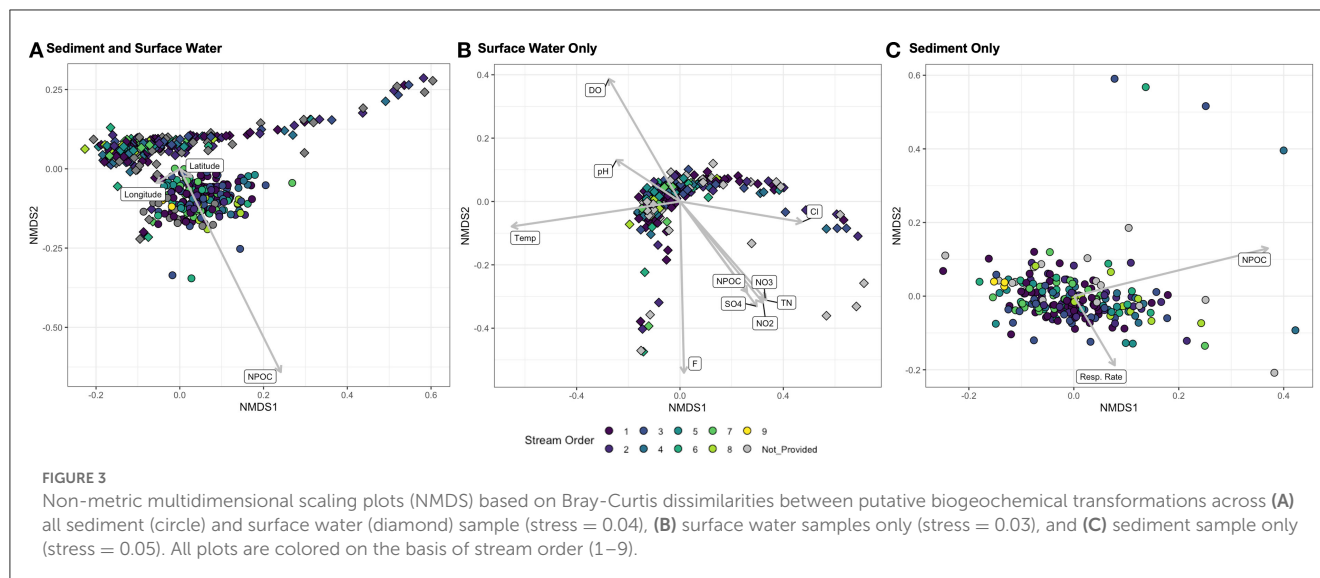 A Sediment and Surface Water
0.25
0.00
-0.25
-0.50
NMDS2
-0.2
0.0
0.2
0.4
0.6
NMDS1
Latitude
Longitude
NPOC
B Surface Water Only
0.4
0.2
0.0
-0.2
-0.4
NMDS2
0.0
0.4
NMDS1
DO
pH
Temp
Cl
NPOC
NO3
SO4
TN
NO2
F
C Sediment Only
0.6
0.4
0.2
0.0
-0.2
NMDS2
-0.2
0.0
0.2
0.4
NMDS1
NPOC
Resp. Rate
Stream Order
1 3 5 7 9
2 4 6 8 Not_Provided
FIGURE 3
Non-metric multidimensional scaling plots (NMDS) based on Bray-Curtis dissimilarities between putative biogeochemical transformations across (A)
all sediment (circle) and surface water (diamond) sample (stress = 0.04), (B) surface water samples only (stress = 0.03), and (C) sediment sample only
(stress = 0.05). All plots are colored on the basis of stream order (1–9).